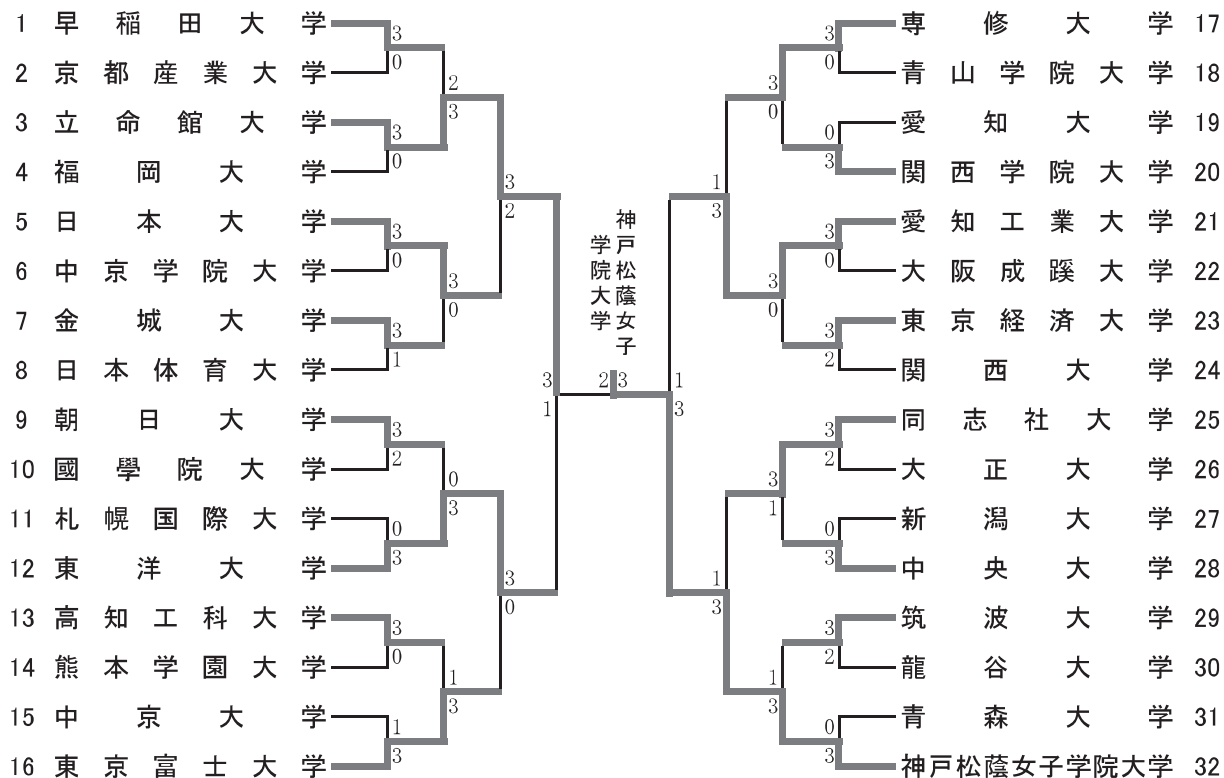 1 早稲田大学
2 京都産業大学
3 立命館大学
4 福岡大学
5 日本大学
6 中京学院大学
7 金城大学
8 日本体育大学
9 朝日大学
10 國學院大学
11 札幌国際大学
12 東洋大学
13 高知工科大学
14 熊本学園大学
15 中京大学
16 東京富士大学
3
0
3
0
3
0
3
1
3
2
0
3
3
0
1
3
2
3
3
0
0
3
1
3
3
2
3
0
3
1
神戸松蔭女子
学院大学
2 3
1
3
1
3
1
3
3
0
3
0
3
1
1
3
3
0
0
3
3
0
3
2
3
2
0
3
3
2
0
3
専修大学 17
青山学院大学 18
愛知大学 19
関西学院大学 20
愛知工業大学 21
大阪成蹊大学 22
東京経済大学 23
関西大学 24
同志社大学 25
大正大学 26
新潟大学 27
中央大学 28
筑波大学 29
龍谷大学 30
青森大学 31
神戸松蔭女子学院大学 32